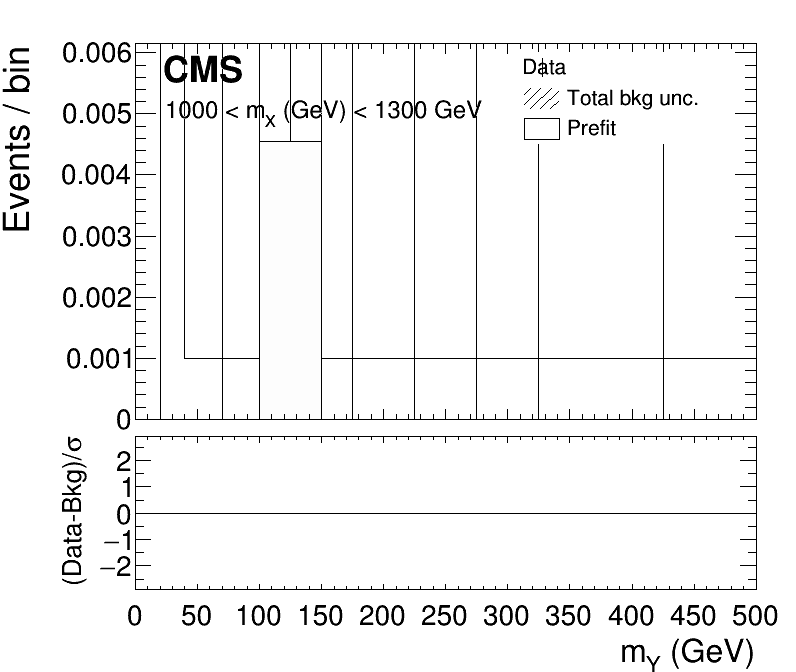 Events / bin
0.006
0.005
0.004
0.003
0.002
0.001
0
CMS
1000 < mX (GeV) < 1300 GeV
Data
Total bkg unc.
Prefit
(Data-Bkg)/σ
2
1
0
−1
−2
0 50 100 150 200 250 300 350 400 450 500
mY (GeV)